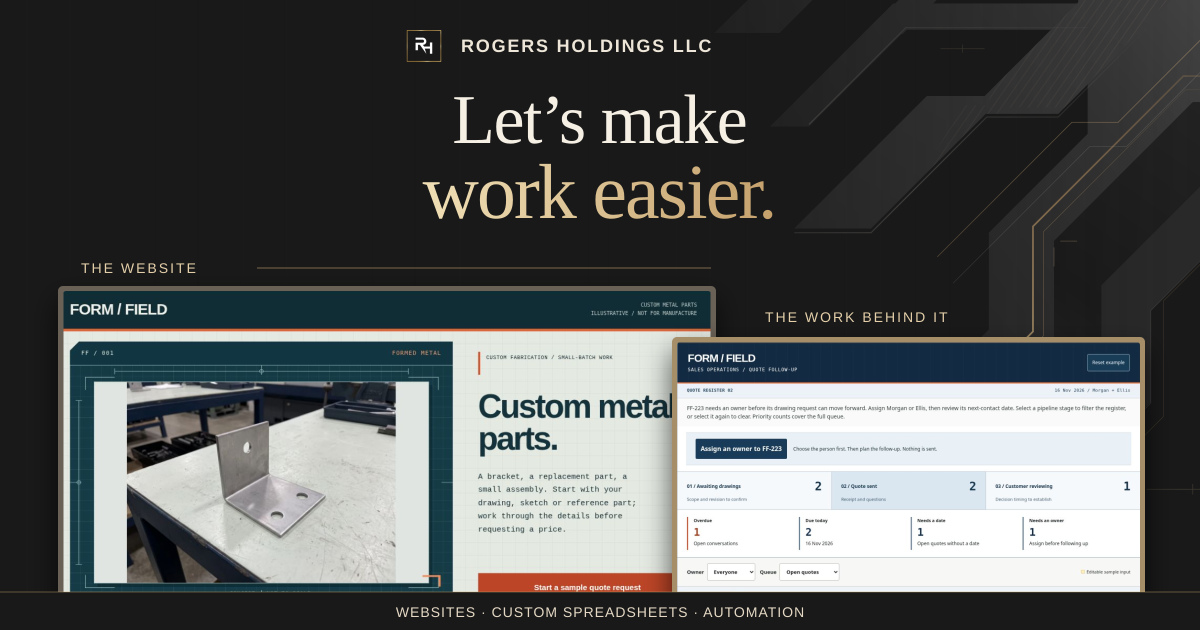 RH ROGERS HOLDINGS LLC
Let’s make
work easier.
THE WEBSITE
FORM / FIELD
CUSTOM METAL PARTS
ILLUSTRATIVE / NOT FOR MANUFACTURE
FF / 001
FORMED METAL
CUSTOM FABRICATION / SMALL-BATCH WORK
Custom metal
parts.
A bracket, a replacement part, a
small assembly. Start with your
drawing, sketch or reference part;
work through the details before
requesting a price.
Start a sample quote request
THE WORK BEHIND IT
FORM / FIELD
SALES OPERATIONS / QUOTE FOLLOW-UP
Reset example
QUOTE REGISTER 02
16 Nov 2026 / Morgan + Ellis
FF-223 needs an owner before its drawing request can move forward. Assign Morgan or Ellis, then review its next-contact date. Select a pipeline stage to filter the register,
or select it again to clear. Priority counts cover the full queue.
Assign an owner to FF-223
Choose the person first. Then plan the follow-up. Nothing is sent.
01 / Awaiting drawings 2
Scope and revision to confirm
02 / Quote sent 2
Receipt and questions
03 / Customer reviewing 1
Decision timing to establish
Overdue
1
Open conversations
Due today
2
16 Nov 2026
Needs a date
1
Open quotes without a date
Needs an owner
1
Assign before following up
Owner Everyone Queue Open quotes
Editable sample input
WEBSITES · CUSTOM SPREADSHEETS · AUTOMATION